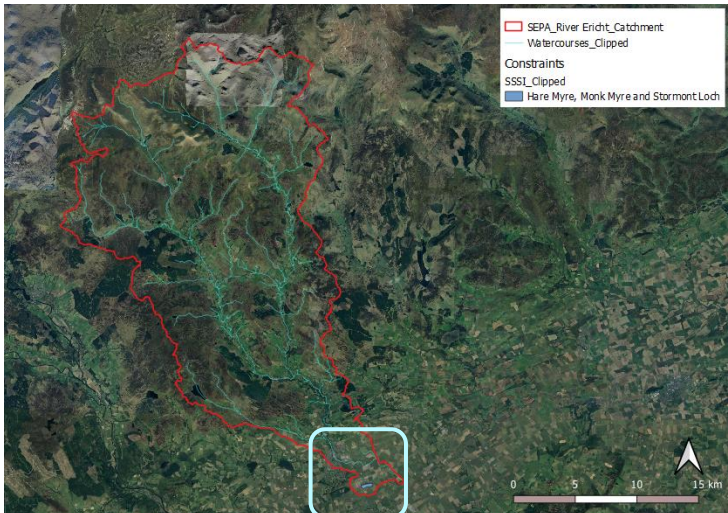 SEPA_River Ericht_Catchment
Watercourses_Clipped
Constraints
SSSI_Clipped
Hare Myre, Monk Myre and Stormont Loch
0 5 10 15 km